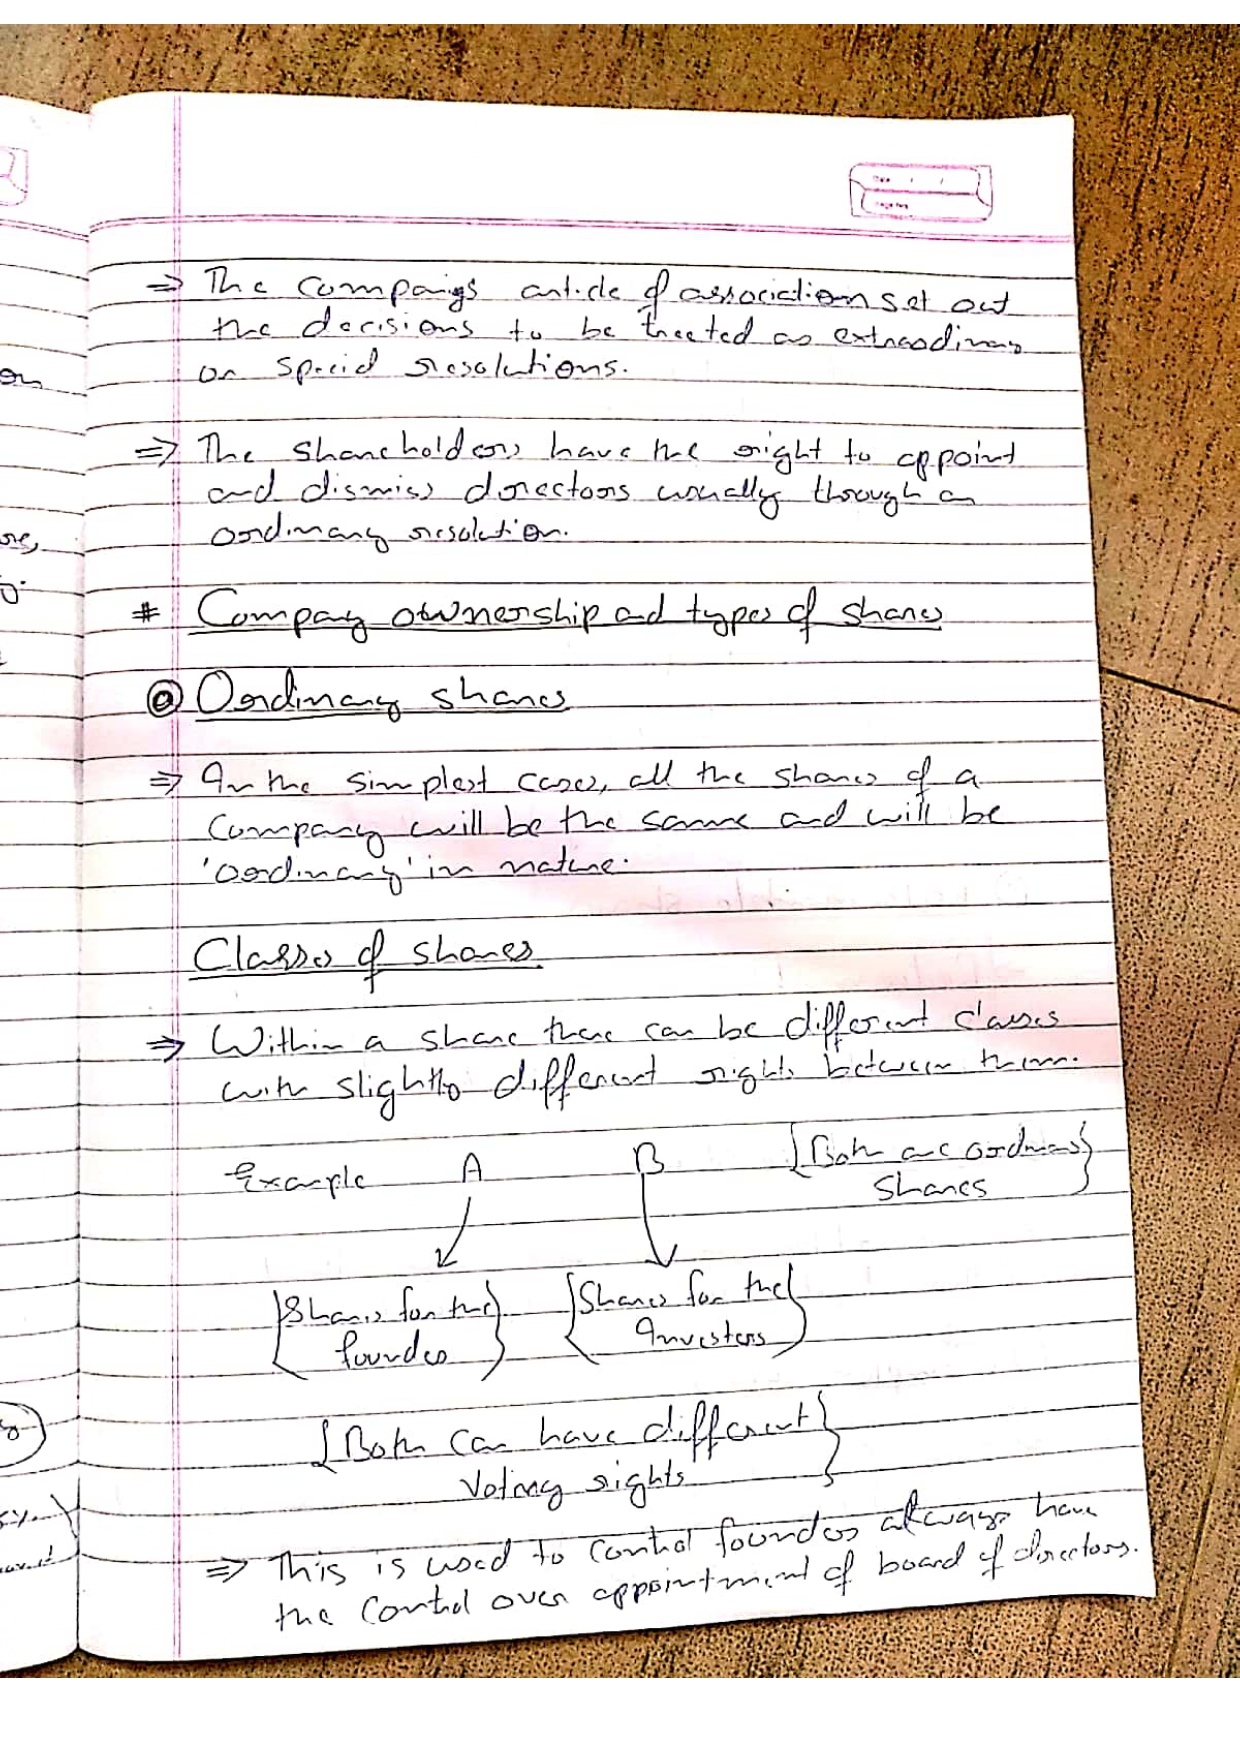 ⇒ The company's article of association set out
the decisions to be treated as extraordinary
or special resolutions.
⇒ The shareholders have the right to appoint
and dismiss directors usually through an
ordinary resolution.
# Company ownership and types of shares
@ Ordinary shares
⇒ In the simplest cases, all the shares of a
Company will be the same and will be
'ordinary' in nature.
Classes of shares
⇒ Within a share there can be different classes
with slightly different rights between them.
Example A B {Both are ordinary
shares}
{Shares for the
founders} {Shares for the
Investors}
{Both can have different
voting rights}
⇒ This is used to control founders always have
the control over appointment of board of directors.